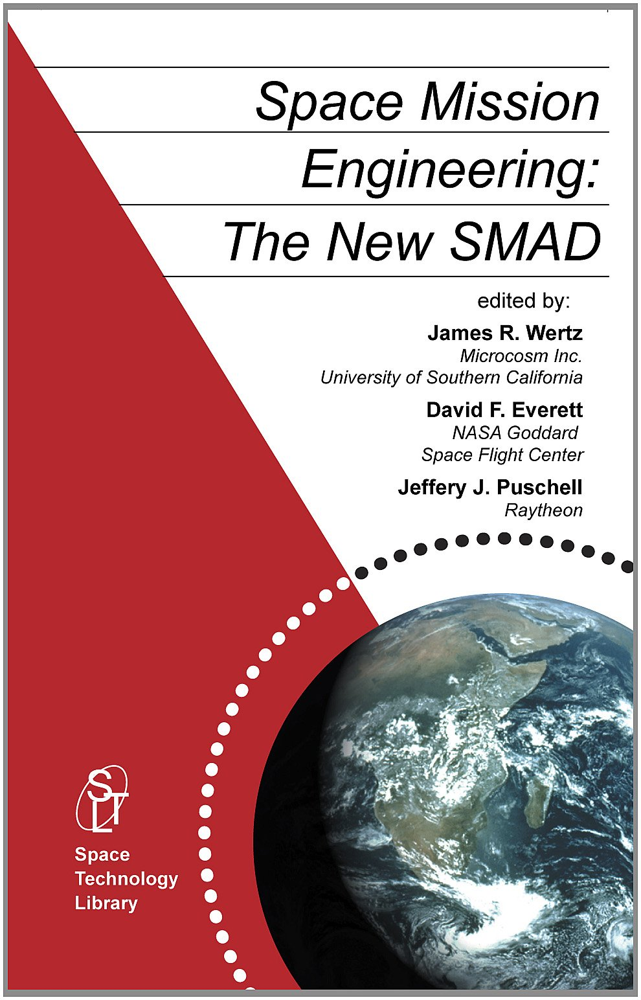 Space Mission
Engineering:
The New SMAD
edited by:
James R. Wertz
Microcosm Inc.
University of Southern California
David F. Everett
NASA Goddard
Space Flight Center
Jeffery J. Puschell
Raytheon
STL
Space
Technology
Library